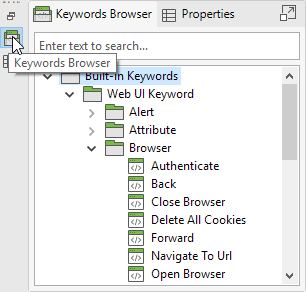 Keywords Browser
Properties
Enter text to search...
Keywords Browser
Built-In Keywords
Web UI Keyword
Alert
Attribute
Browser
Authenticate
Back
Close Browser
Delete All Cookies
Forward
Navigate To Url
Open Browser